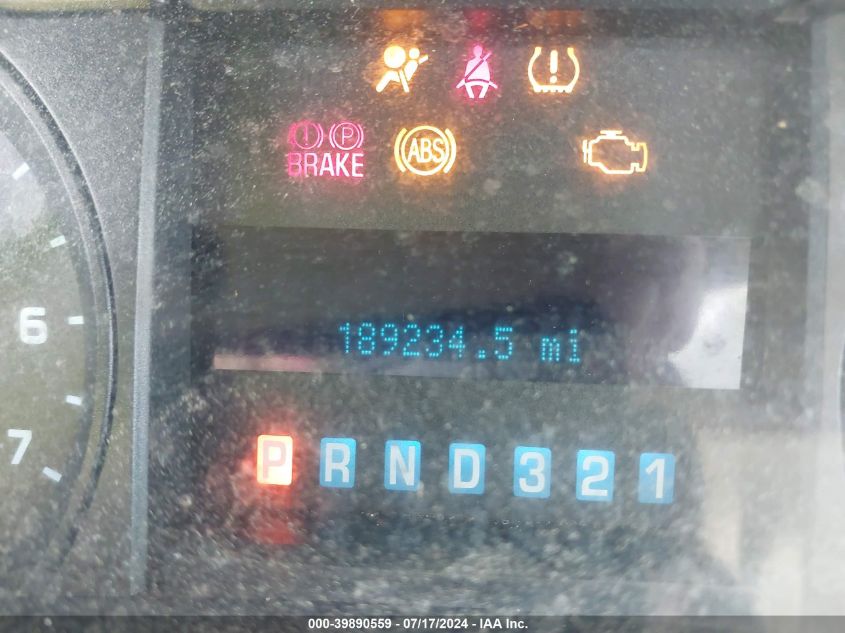 BRAKE
ABS
6
189234.5 mi
7
P R N D 3 2 1
000-39890559 / 07/17/2024 - IAA Inc.